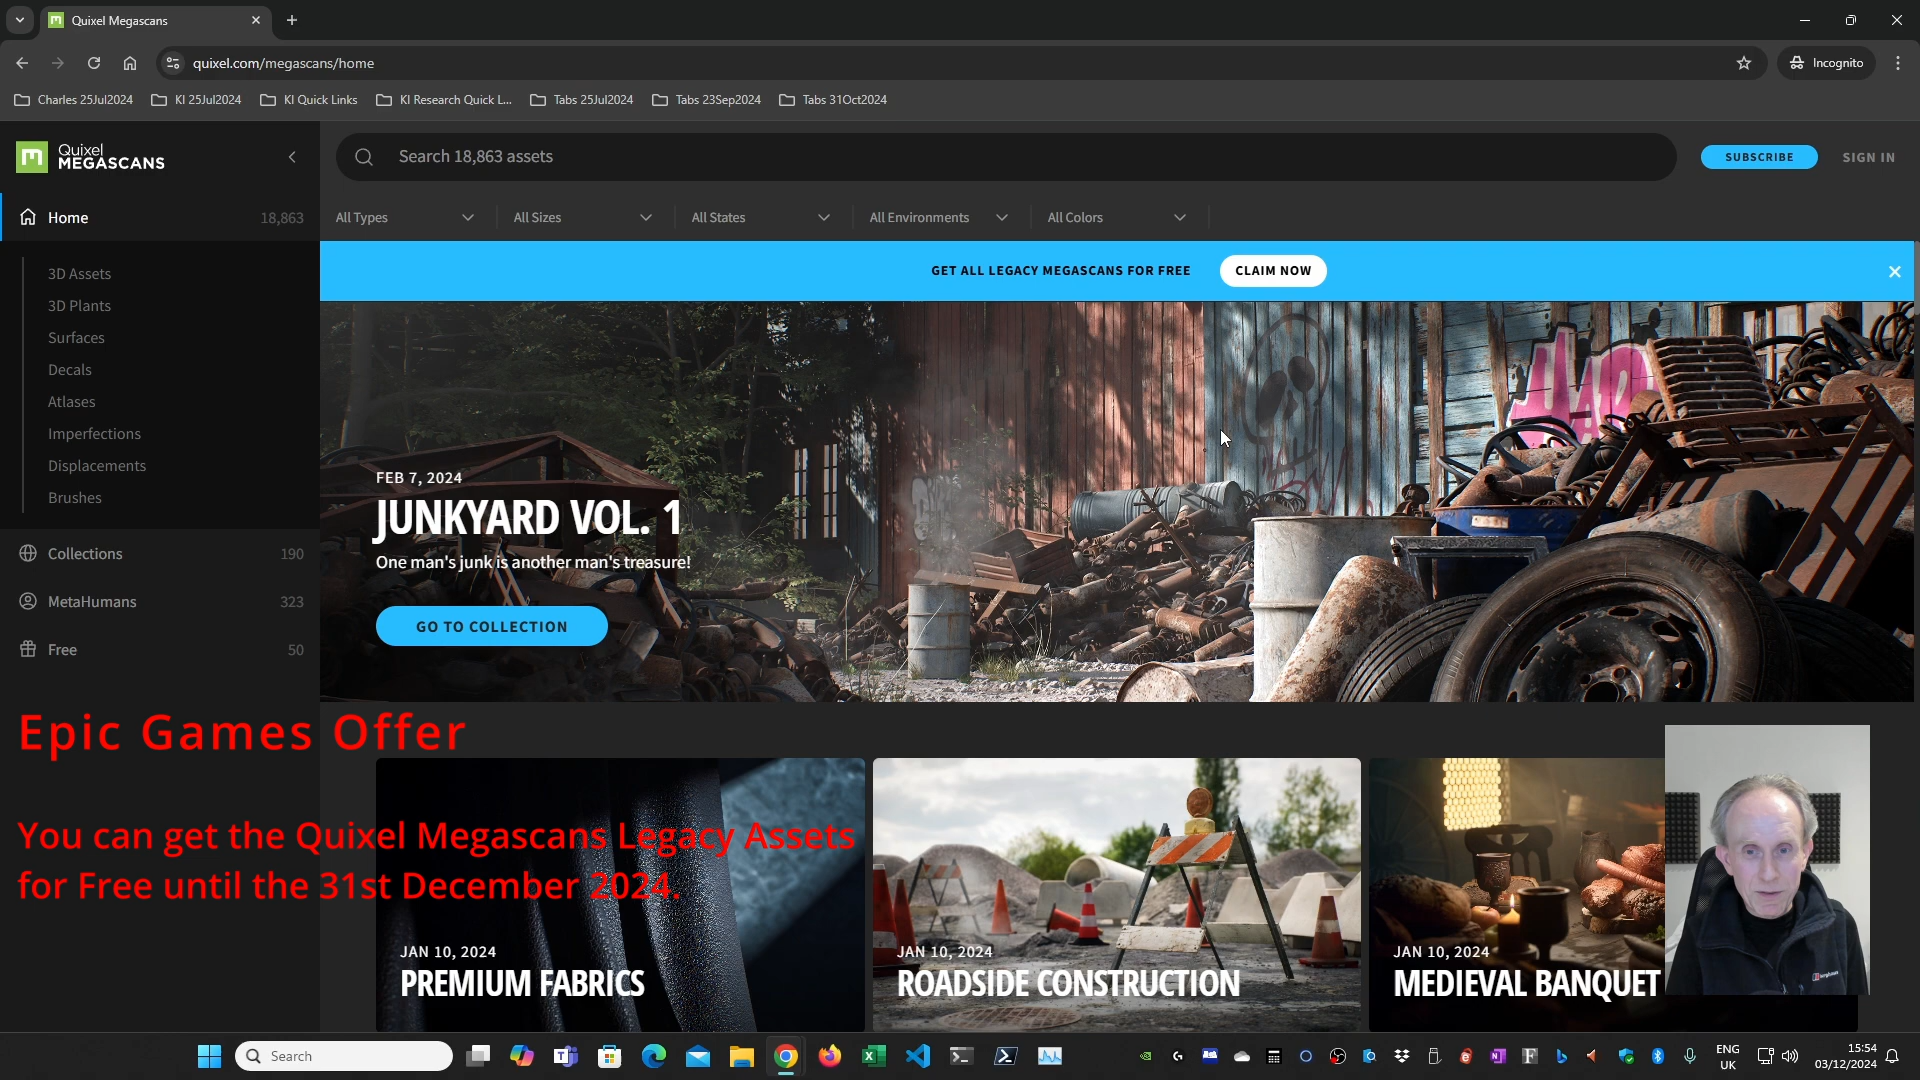 Quixel Megascans
quixel.com/megascans/home
Incognito
Charles 25Jul2024
KI 25Jul2024
KI Quick Links
KI Research Quick L...
Tabs 25Jul2024
Tabs 23Sep2024
Tabs 31Oct2024
Quixel
MEGASCANS
Search 18,863 assets
SUBSCRIBE
SIGN IN
Home 18,863
All Types
All Sizes
All States
All Environments
All Colors
GET ALL LEGACY MEGASCANS FOR FREE
CLAIM NOW
3D Assets
3D Plants
Surfaces
Decals
Atlases
Imperfections
Displacements
Brushes
Collections 190
MetaHumans 323
Free 50
FEB 7, 2024
JUNKYARD VOL. 1
One man's junk is another man's treasure!
GO TO COLLECTION
Epic Games Offer
You can get the Quixel Megascans Legacy Assets
for Free until the 31st December 2024.
JAN 10, 2024
PREMIUM FABRICS
JAN 10, 2024
ROADSIDE CONSTRUCTION
JAN 10, 2024
MEDIEVAL BANQUET
Search
ENG
UK
15:54
03/12/2024